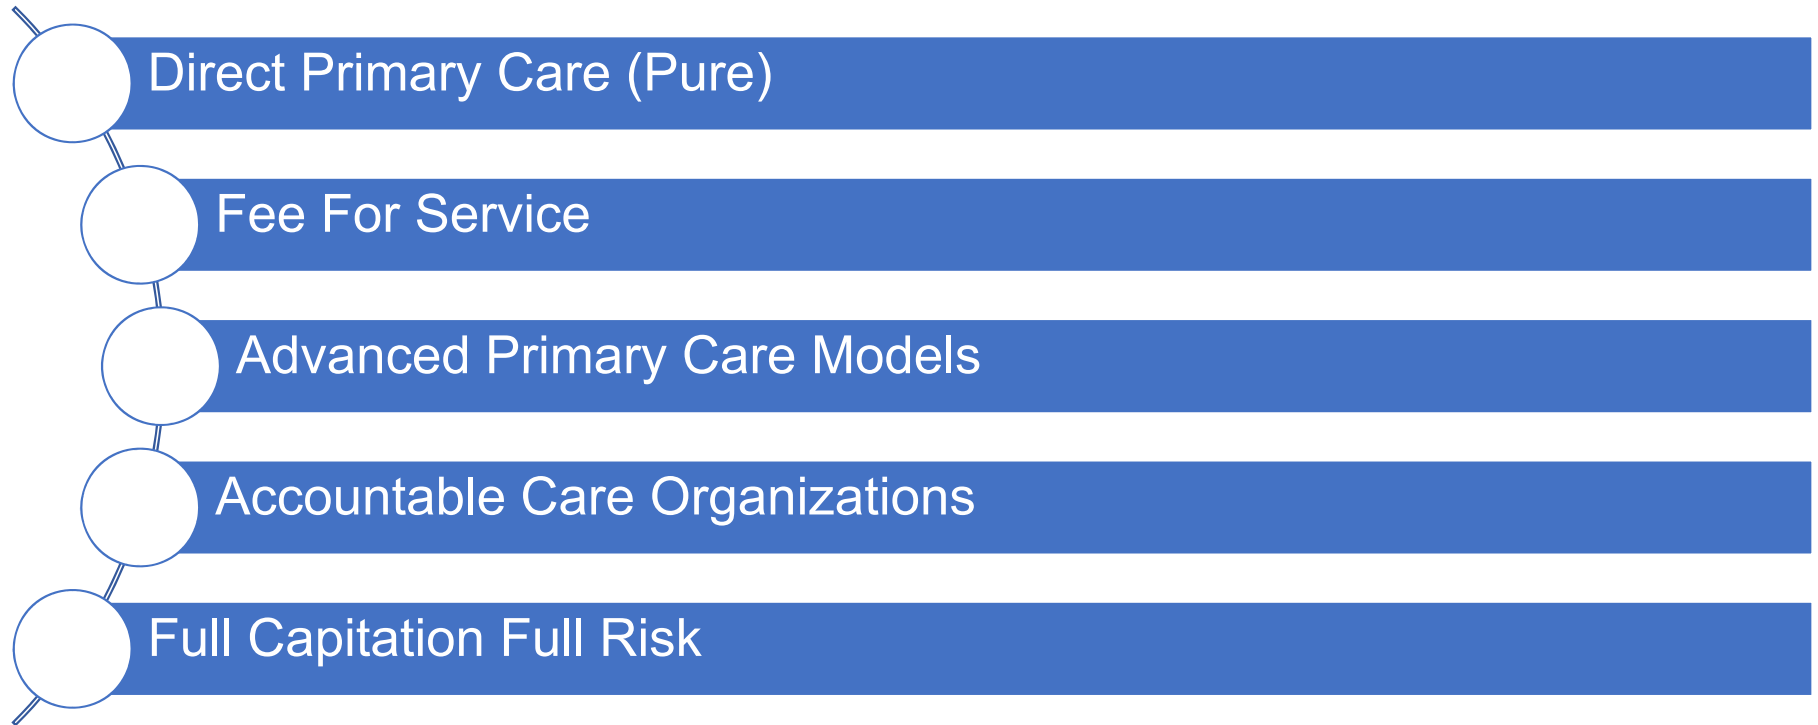 Direct Primary Care (Pure)
Fee For Service
Advanced Primary Care Models
Accountable Care Organizations
Full Capitation Full Risk